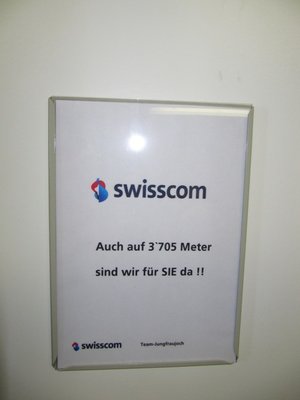 swisscom
Auch auf 3`705 Meter
sind wir für SIE da !!
swisscom Team-Jungfraujoch